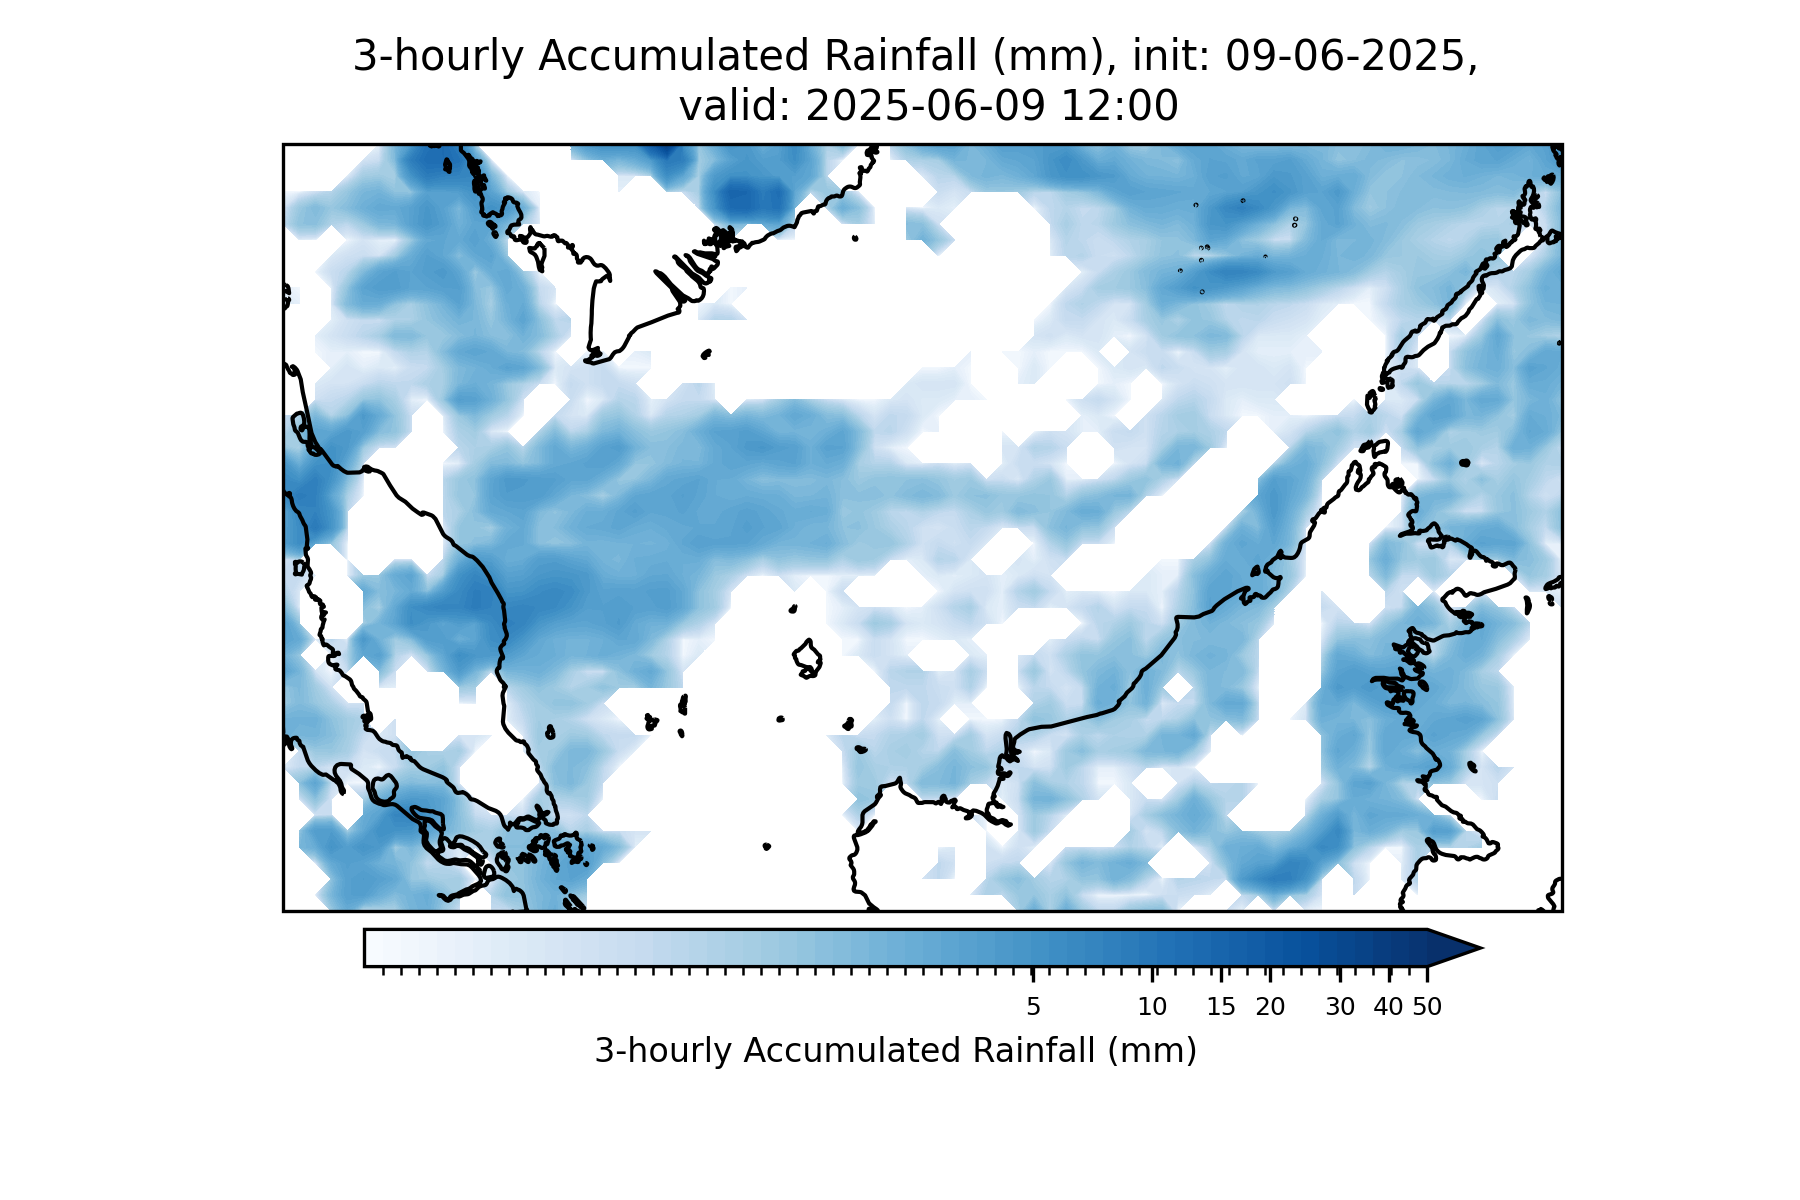 3-hourly Accumulated Rainfall (mm), init: 09-06-2025,
valid: 2025-06-09 12:00
5 10 15 20 30 40 50
3-hourly Accumulated Rainfall (mm)